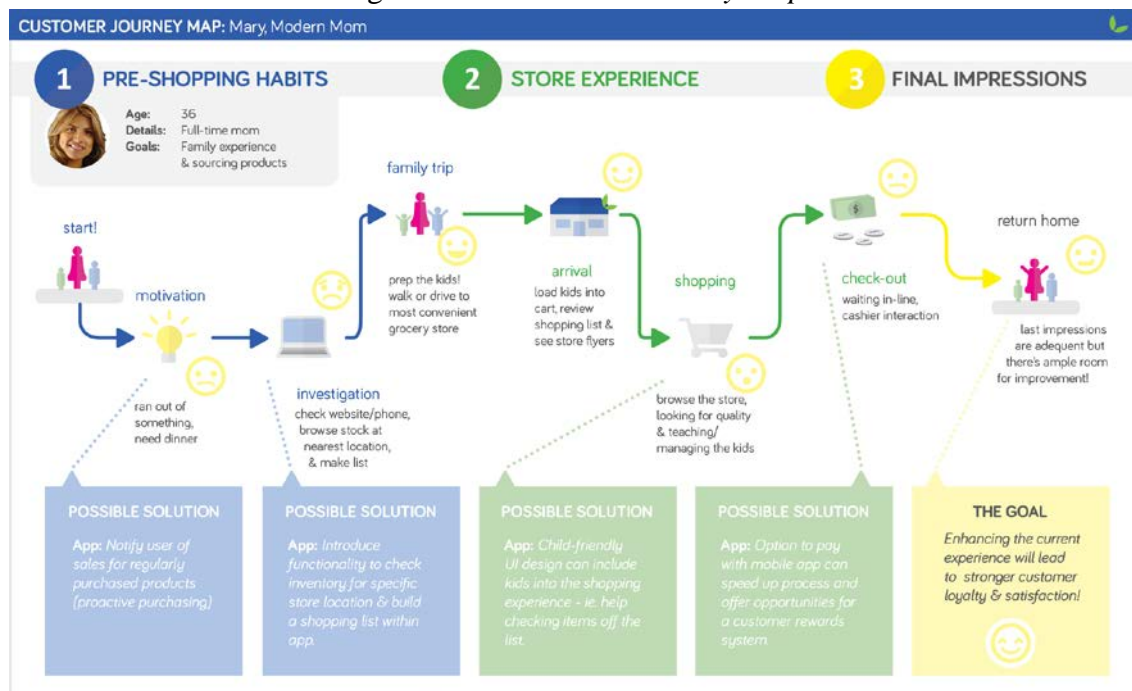 CUSTOMER JOURNEY MAP: Mary, Modern Mom
1 PRE-SHOPPING HABITS
2 STORE EXPERIENCE
3 FINAL IMPRESSIONS
Age: 36
Details: Full-time mom
Goals: Family experience
& sourcing products
start!
motivation
ran out of
something,
need dinner
investigation
check website/phone,
browse stock at
nearest location,
& make list
family trip
prep the kids!
walk or drive to
most convenient
grocery store
arrival
load kids into
cart, review
shopping list &
see store flyers
shopping
browse the store,
looking for quality
& teaching/
managing the kids
$
check-out
waiting in-line,
cashier interaction
return home
last impressions
are adequent but
there's ample room
for improvement!
POSSIBLE SOLUTION
App: Notify user of
sales for regularly
purchased products
(proactive purchasing)
POSSIBLE SOLUTION
App: Introduce
functionality to check
inventory for specific
store location & build
a shopping list within
app.
POSSIBLE SOLUTION
App: Child-friendly
UI design can include
kids into the shopping
experience - ie. help
checking items off the
list.
POSSIBLE SOLUTION
App: Option to pay
with mobile app can
speed up process and
offer opportunities for
a customer rewards
system.
THE GOAL
Enhancing the current
experience will lead
to stronger customer
loyalty & satisfaction!